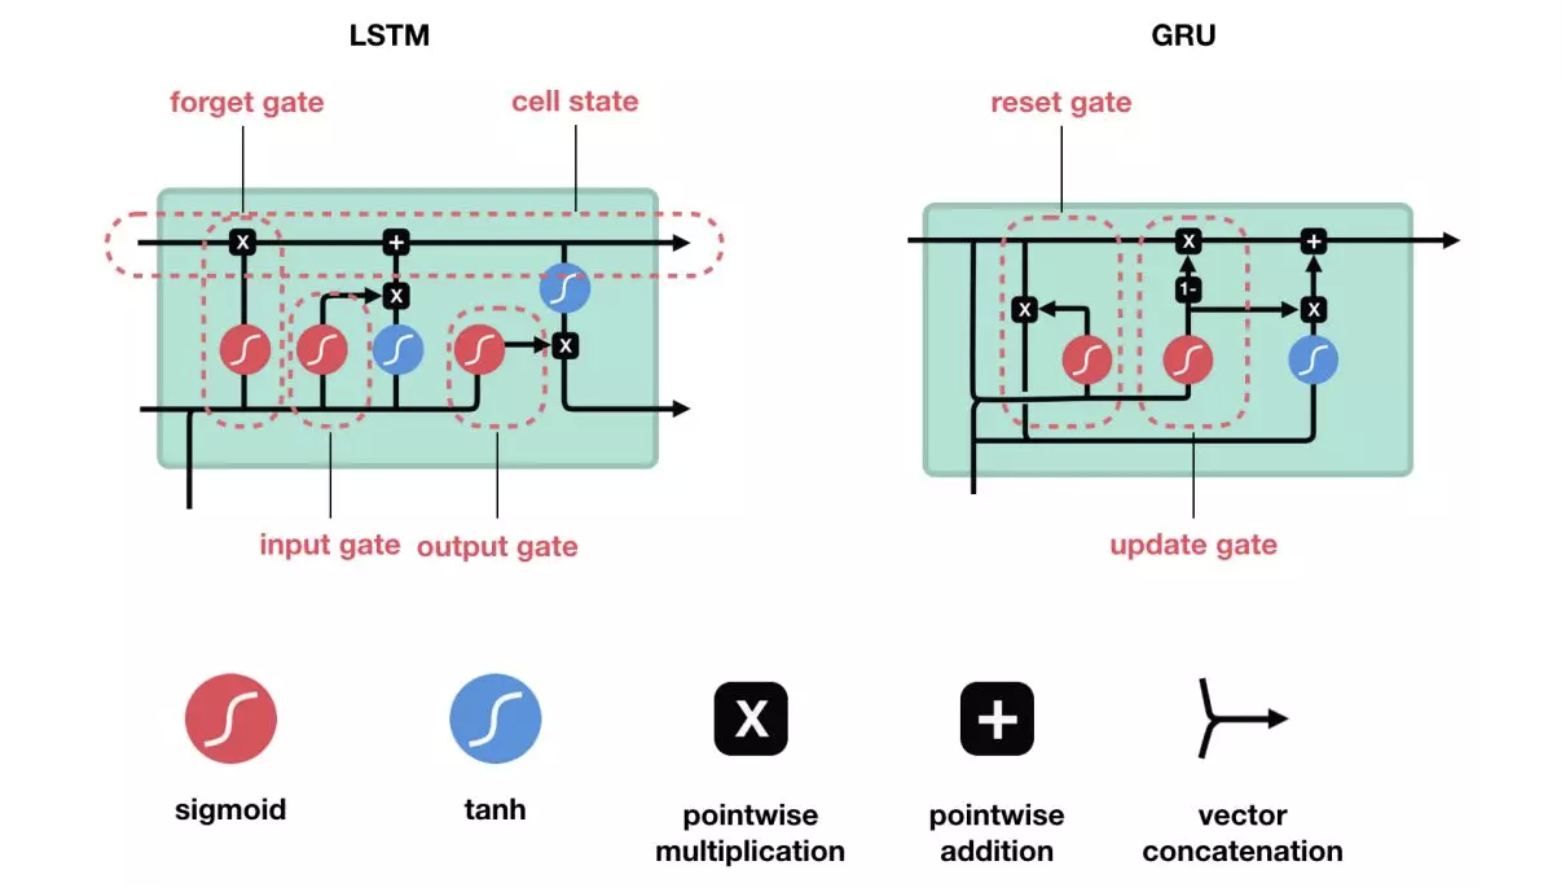 LSTM
GRU
forget gate
cell state
reset gate
X
+
X
X
X
+
1-
X
X
input gate
output gate
update gate
X
+
sigmoid
tanh
pointwise
multiplication
pointwise
addition
vector
concatenation